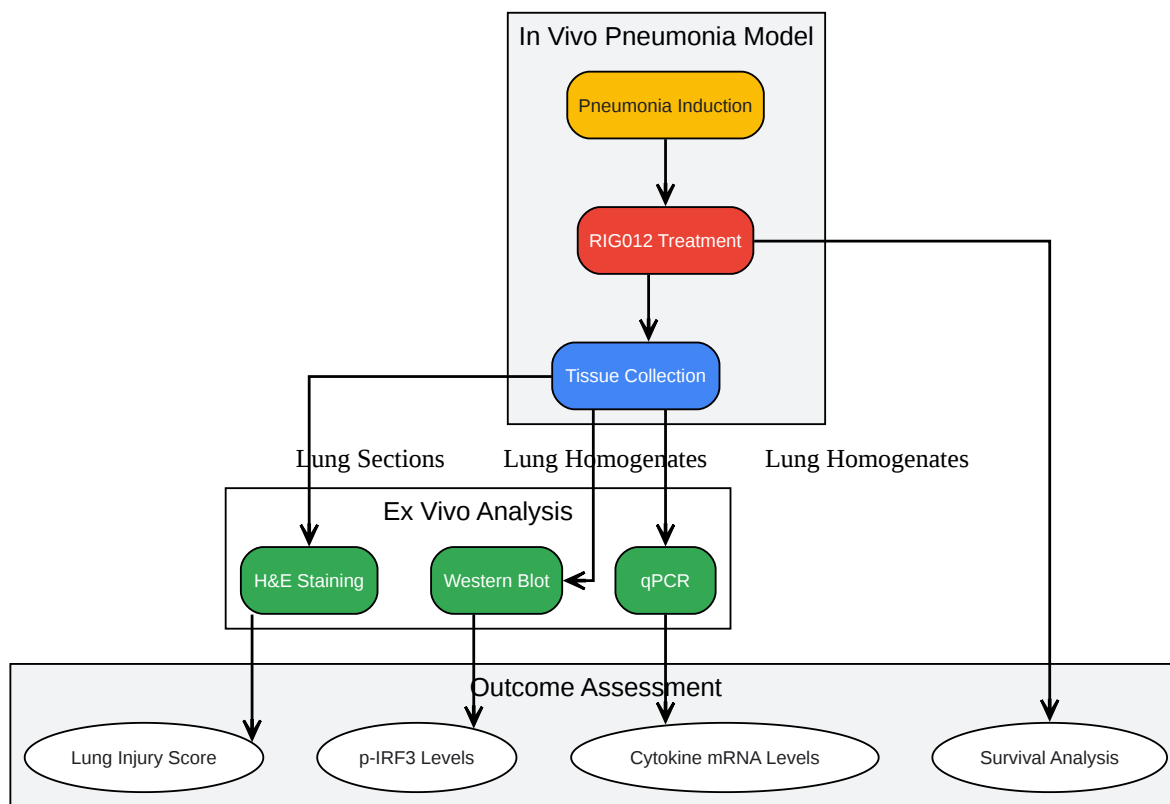 In Vivo Pneumonia Model
Pneumonia Induction
RIG012 Treatment
Tissue Collection
Lung Sections
Lung Homogenates
Lung Homogenates
Ex Vivo Analysis
H&E Staining
Western Blot
qPCR
Outcome Assessment
Lung Injury Score
p-IRF3 Levels
Cytokine mRNA Levels
Survival Analysis